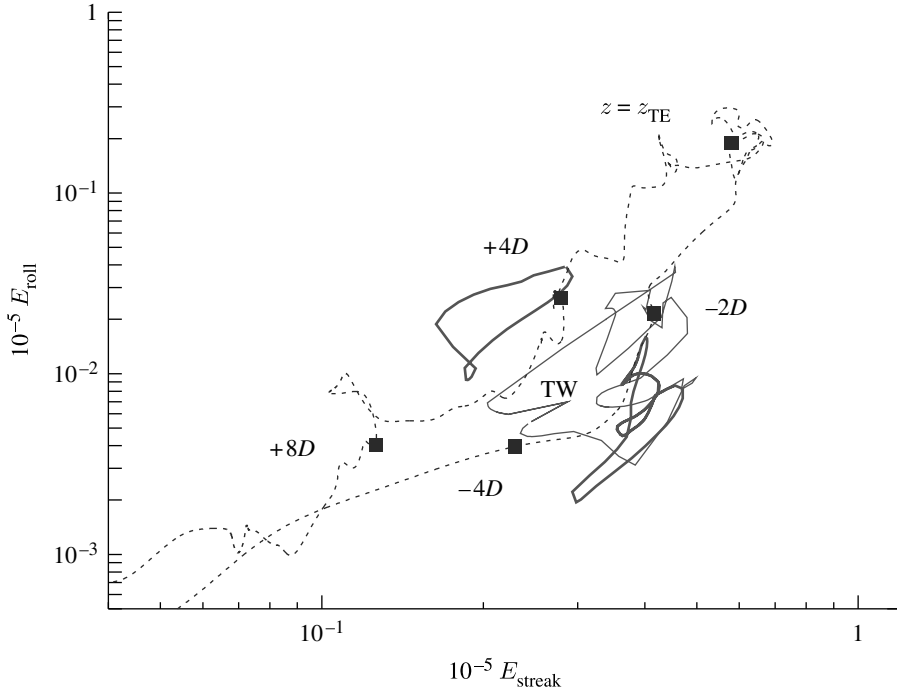 1
z = z_TE
10⁻¹
+4D
10⁻⁵ E_roll
−2D
10⁻²
TW
+8D
−4D
10⁻³
10⁻¹
1
10⁻⁵ E_streak